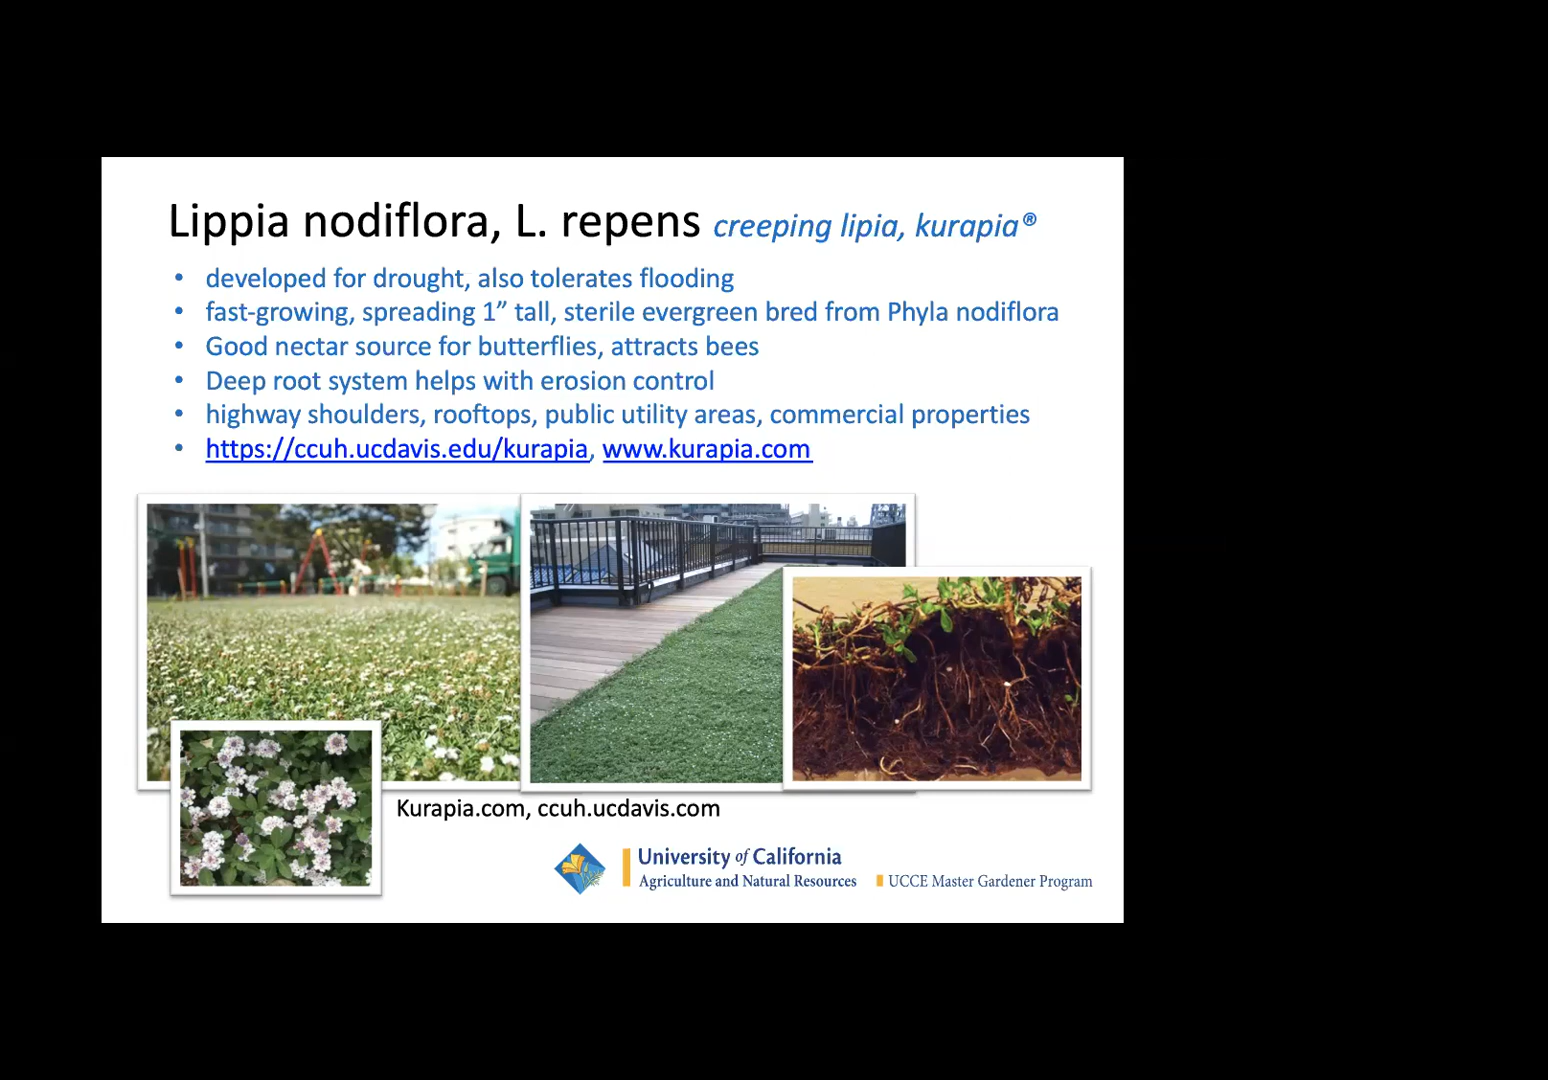 Lippia nodiflora, L. repens creeping lipia, kurapia®
• developed for drought, also tolerates flooding
• fast-growing, spreading 1” tall, sterile evergreen bred from Phyla nodiflora
• Good nectar source for butterflies, attracts bees
• Deep root system helps with erosion control
• highway shoulders, rooftops, public utility areas, commercial properties
• https://ccuh.ucdavis.edu/kurapia, www.kurapia.com
Kurapia.com, ccuh.ucdavis.com
University of California
Agriculture and Natural Resources
UCCE Master Gardener Program